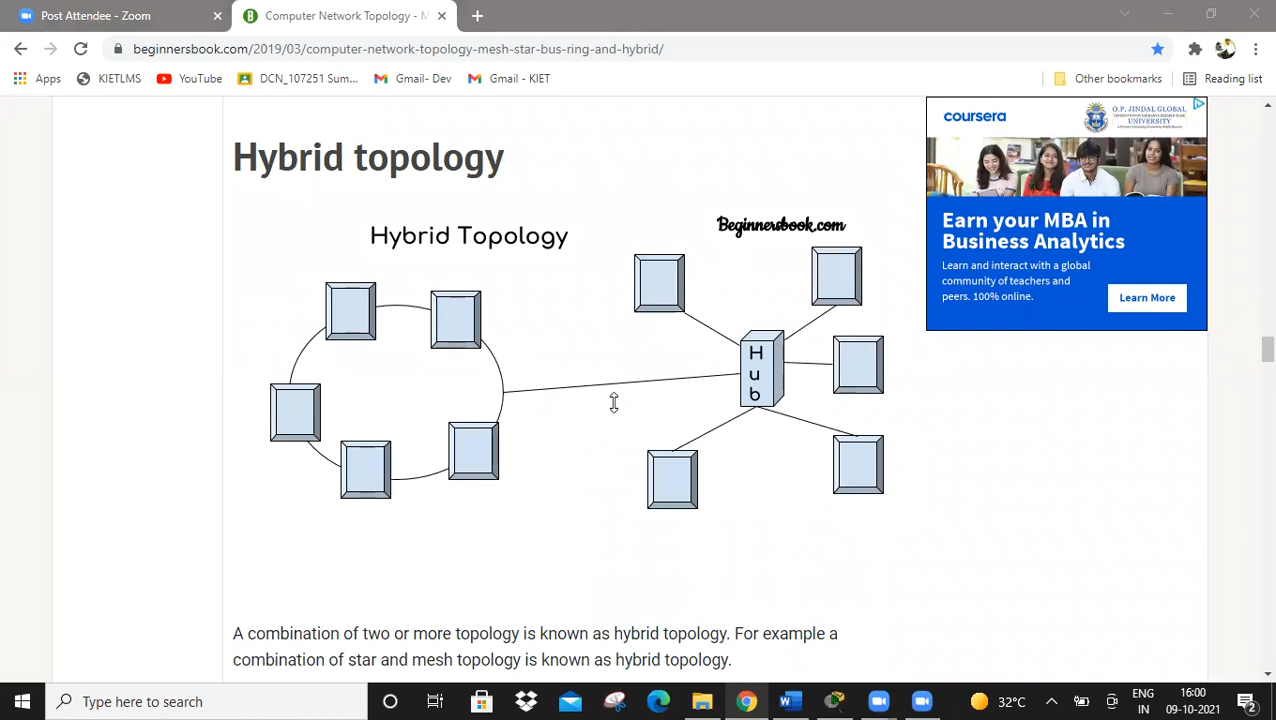 Post Attendee - Zoom
Computer Network Topology - M
beginnersbook.com/2019/03/computer-network-topology-mesh-star-bus-ring-and-hybrid/
Apps
KIETLMS
YouTube
DCN_107251 Sum...
Gmail- Dev
Gmail - KIET
Other bookmarks
Reading list
Hybrid topology
Hybrid Topology
Beginnersbook.com
H
u
b
coursera
O.P. JINDAL GLOBAL
UNIVERSITY
Earn your MBA in
Business Analytics
Learn and interact with a global
community of teachers and
peers. 100% online.
Learn More
A combination of two or more topology is known as hybrid topology. For example a
combination of star and mesh topology is known as hybrid topology.
Type here to search
32°C
ENG
IN
16:00
09-10-2021
2